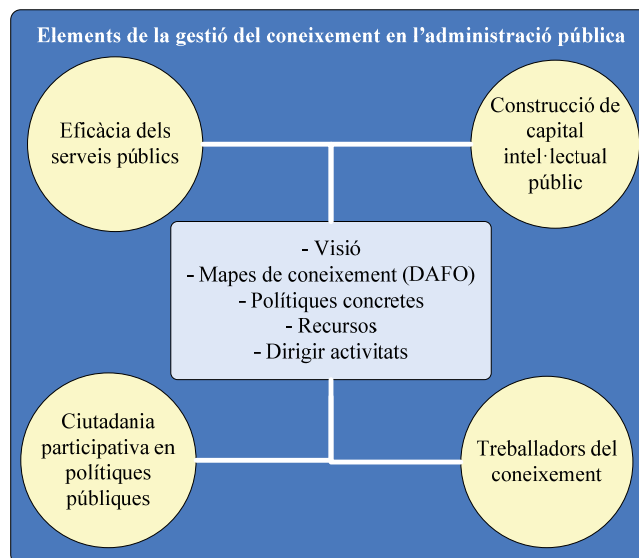 Elements de la gestió del coneixement en l'administració pública
Eficàcia dels
serveis públics
Construcció de
capital
intel·lectual
públic
- Visió
- Mapes de coneixement (DAFO)
- Polítiques concretes
- Recursos
- Dirigir activitats
Ciutadania
participativa en
polítiques
públiques
Treballadors del
coneixement